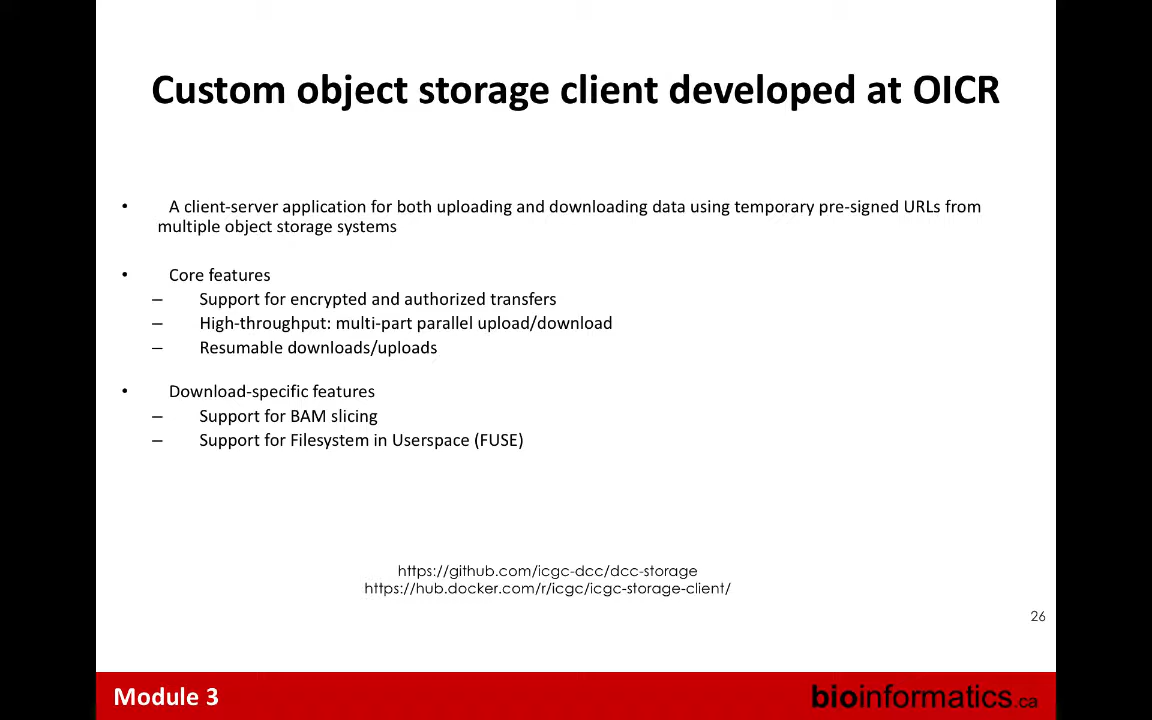 Custom object storage client developed at OICR
• A client-server application for both uploading and downloading data using temporary pre-signed URLs from
multiple object storage systems
• Core features
– Support for encrypted and authorized transfers
– High-throughput: multi-part parallel upload/download
– Resumable downloads/uploads
• Download-specific features
– Support for BAM slicing
– Support for Filesystem in Userspace (FUSE)
https://github.com/icgc-dcc/dcc-storage
https://hub.docker.com/r/icgc/icgc-storage-client/
26
Module 3
bioinformatics.ca